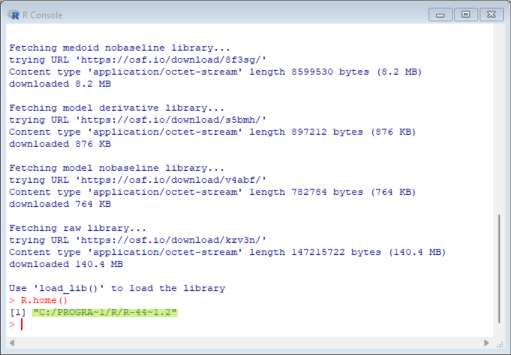 R Console
Fetching medoid nobaseline library...
trying URL 'https://osf.io/download/8f3sg/'
Content type 'application/octet-stream' length 8599530 bytes (8.2 MB)
downloaded 8.2 MB
Fetching model derivative library...
trying URL 'https://osf.io/download/s5bmh/'
Content type 'application/octet-stream' length 897212 bytes (876 KB)
downloaded 876 KB
Fetching model nobaseline library...
trying URL 'https://osf.io/download/v4abf/'
Content type 'application/octet-stream' length 782784 bytes (764 KB)
downloaded 764 KB
Fetching raw library...
trying URL 'https://osf.io/download/kzv3n/'
Content type 'application/octet-stream' length 147215722 bytes (140.4 MB)
downloaded 140.4 MB
Use 'load_lib()' to load the library
> R.home()
[1] "C:/PROGRA~1/R/R-44~1.2"
>